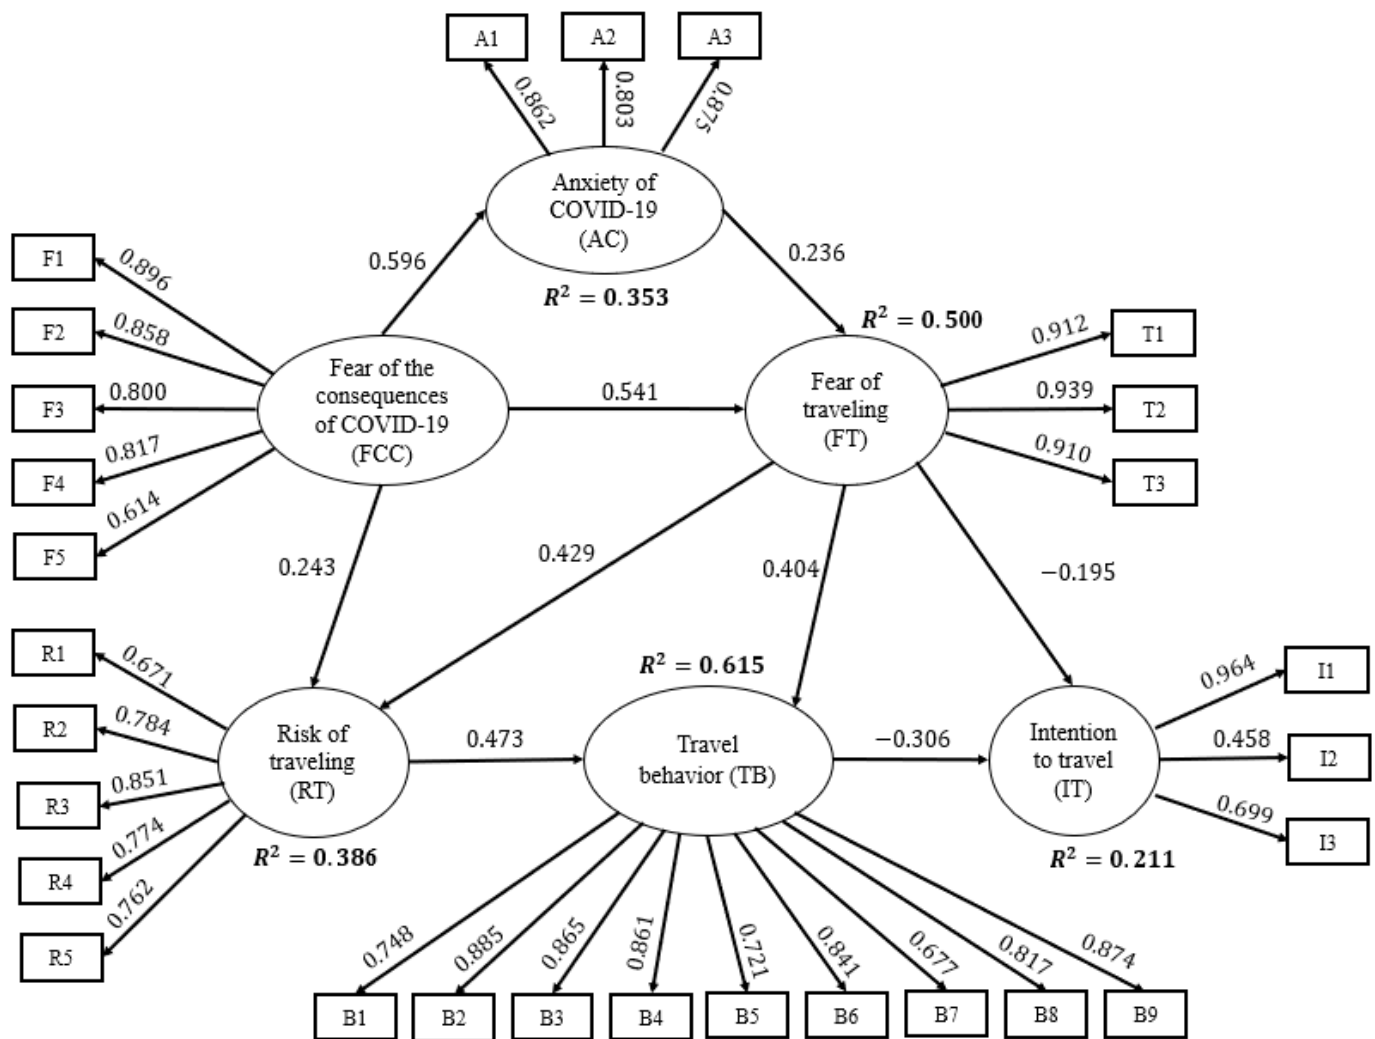 A1
A2
A3
0.862
0.803
0.875
Anxiety of
COVID-19
(AC)
R² = 0.353
0.596
0.236
F1
F2
F3
F4
F5
0.896
0.858
0.800
0.817
0.614
Fear of the
consequences
of COVID-19
(FCC)
0.541
R² = 0.500
Fear of
traveling
(FT)
0.912
0.939
0.910
T1
T2
T3
0.243
0.429
0.404
−0.195
R1
R2
R3
R4
R5
0.671
0.784
0.851
0.774
0.762
Risk of
traveling
(RT)
R² = 0.386
0.473
R² = 0.615
Travel
behavior (TB)
−0.306
Intention
to travel
(IT)
R² = 0.211
0.964
0.458
0.699
I1
I2
I3
0.748
0.885
0.865
0.861
0.721
0.841
0.677
0.817
0.874
B1
B2
B3
B4
B5
B6
B7
B8
B9